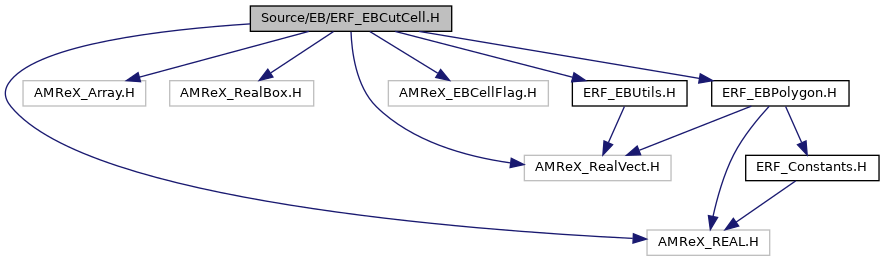 Source/EB/ERF_EBCutCell.H
AMReX_Array.H
AMReX_RealBox.H
AMReX_EBCellFlag.H
ERF_EBUtils.H
ERF_EBPolygon.H
AMReX_RealVect.H
ERF_Constants.H
AMReX_REAL.H